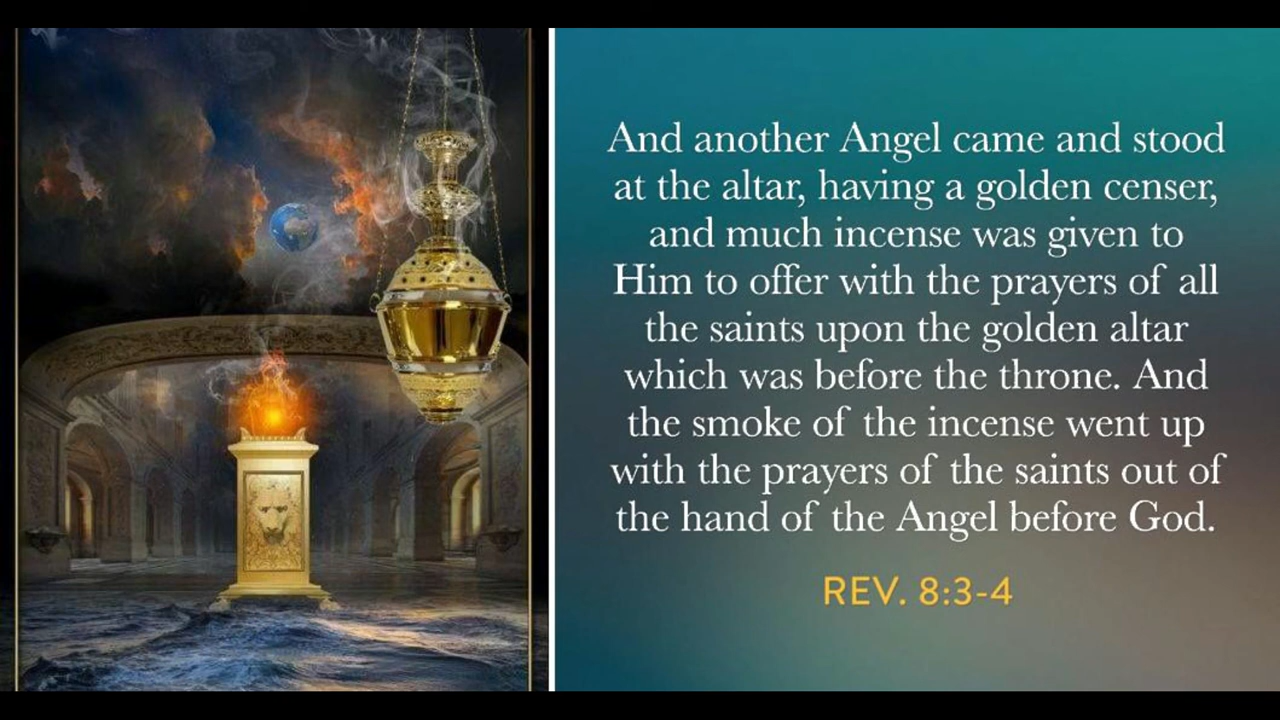 And another Angel came and stood
at the altar, having a golden censer,
and much incense was given to
Him to offer with the prayers of all
the saints upon the golden altar
which was before the throne. And
the smoke of the incense went up
with the prayers of the saints out of
the hand of the Angel before God.
REV. 8:3-4